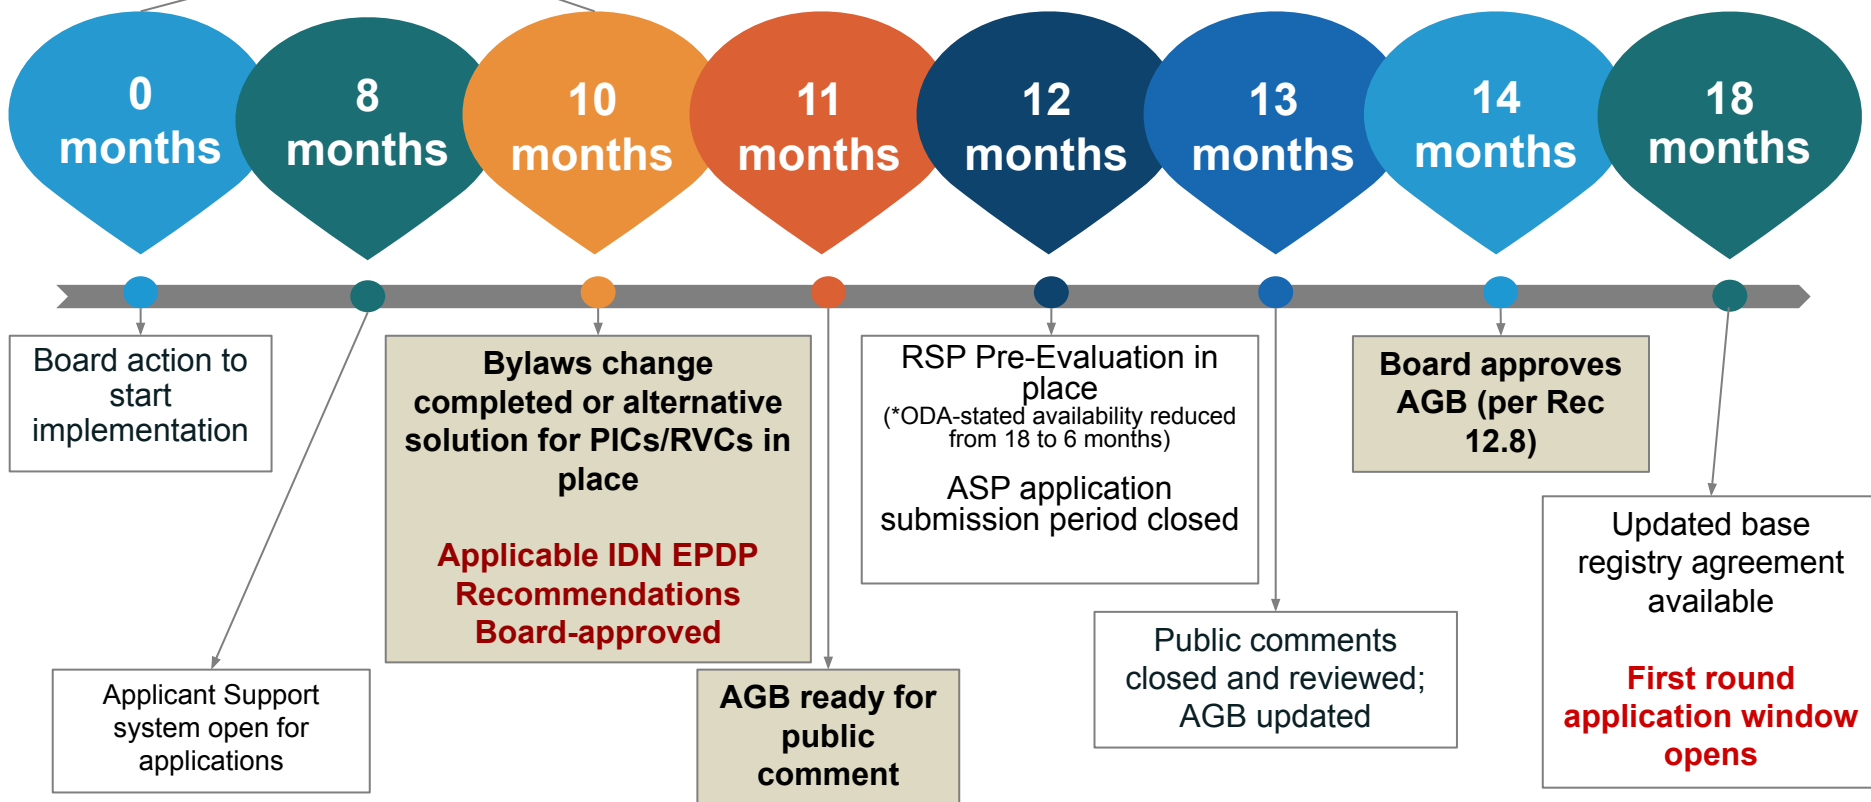 0
months
8
months
10
months
11
months
12
months
13
months
14
months
18
months
Board action to
start
implementation
Applicant Support
system open for
applications
Bylaws change
completed or alternative
solution for PICs/RVCs in
place
Applicable IDN EPDP
Recommendations
Board-approved
AGB ready for
public
comment
RSP Pre-Evaluation in
place
(*ODA-stated availability reduced
from 18 to 6 months)
ASP application
submission period closed
Public comments
closed and reviewed;
AGB updated
Board approves
AGB (per Rec
12.8)
Updated base
registry agreement
available
First round
application window
opens